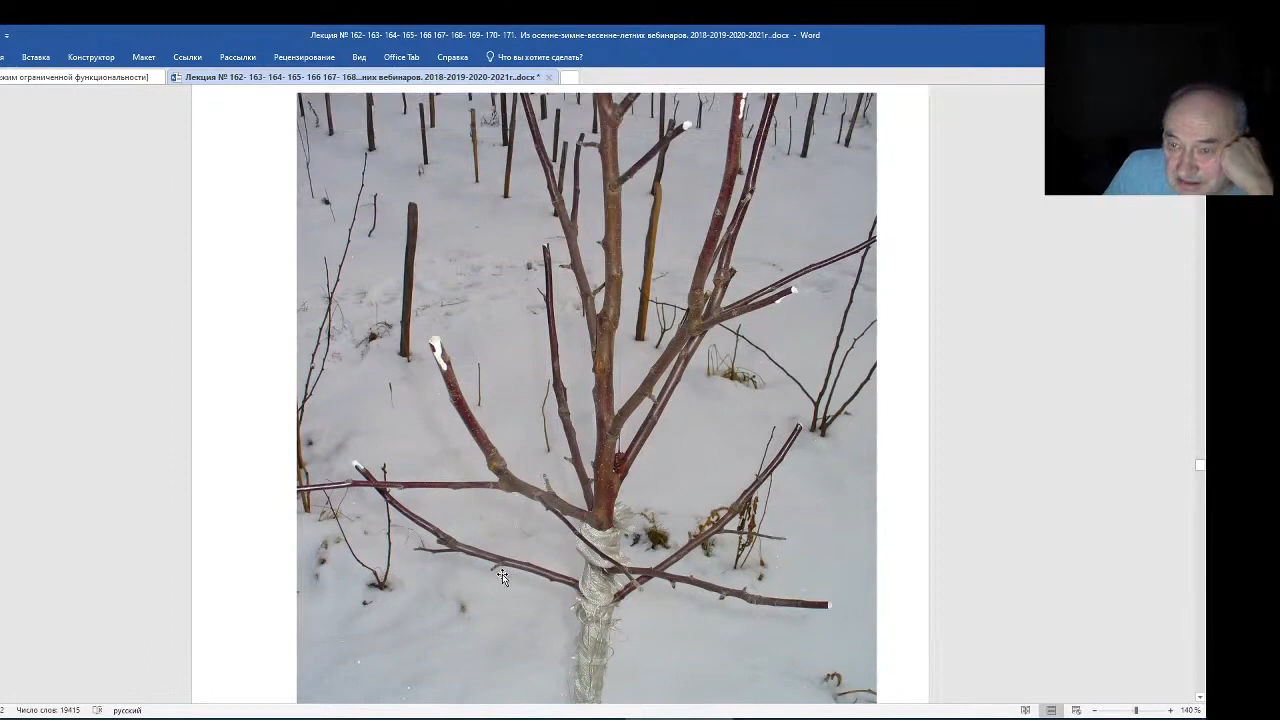 Лекция № 162- 163- 164- 165- 166 167- 168- 169- 170- 171. Из осенне-зимне-весенне-летних вебинаров. 2018-2019-2020-2021г..docx - Word
Вставка Конструктор Макет Ссылки Рассылки Рецензирование Вид Office Tab Справка Что вы хотите сделать?
ограниченной функциональности] Лекция № 162- 163- 164- 165- 166 167- 168...них вебинаров. 2018-2019-2020-2021г..docx *
Число слов: 19415 русский 140 %